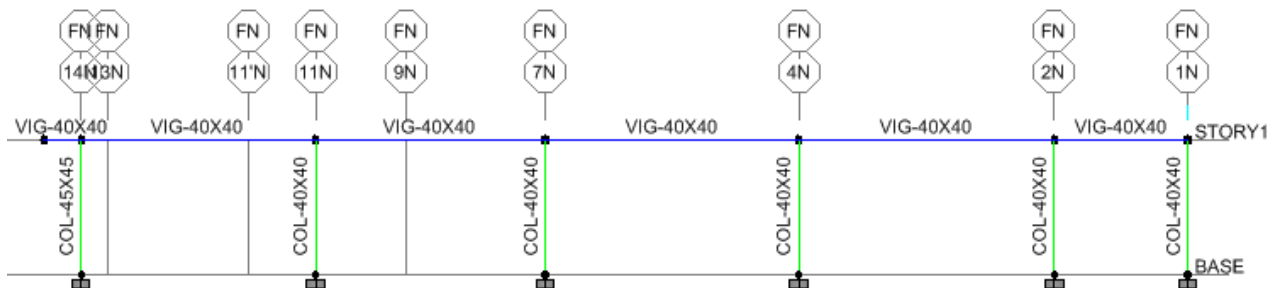 FN FN FN FN FN FN FN FN FN
14N 13N 11'N 11N 9N 7N 4N 2N 1N
VIG-40X40 VIG-40X40 VIG-40X40 VIG-40X40 VIG-40X40 VIG-40X40
STORY1
COL-45X45 COL-40X40 COL-40X40 COL-40X40 COL-40X40 COL-40X40
BASE